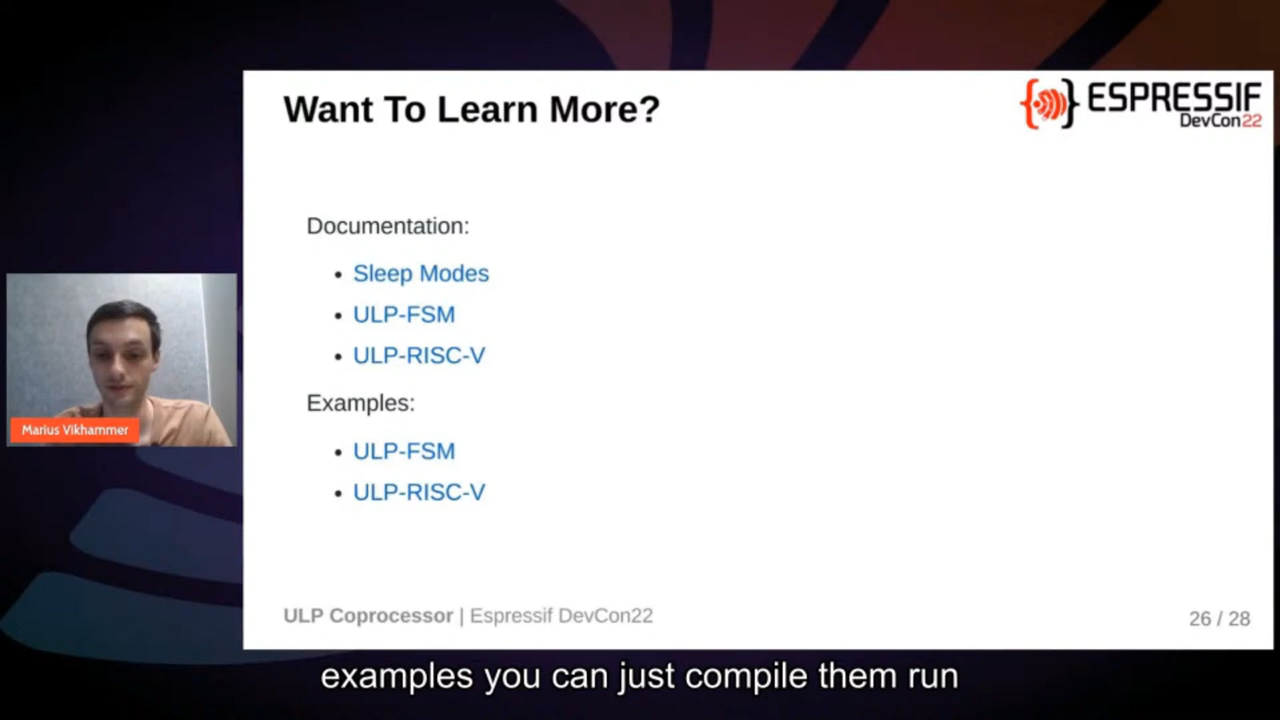 Want To Learn More?
ESPRESSIF
DevCon22
Documentation:
• Sleep Modes
• ULP-FSM
• ULP-RISC-V
Examples:
• ULP-FSM
• ULP-RISC-V
Marius Vikhammer
ULP Coprocessor | Espressif DevCon22
26 / 28
examples you can just compile them run